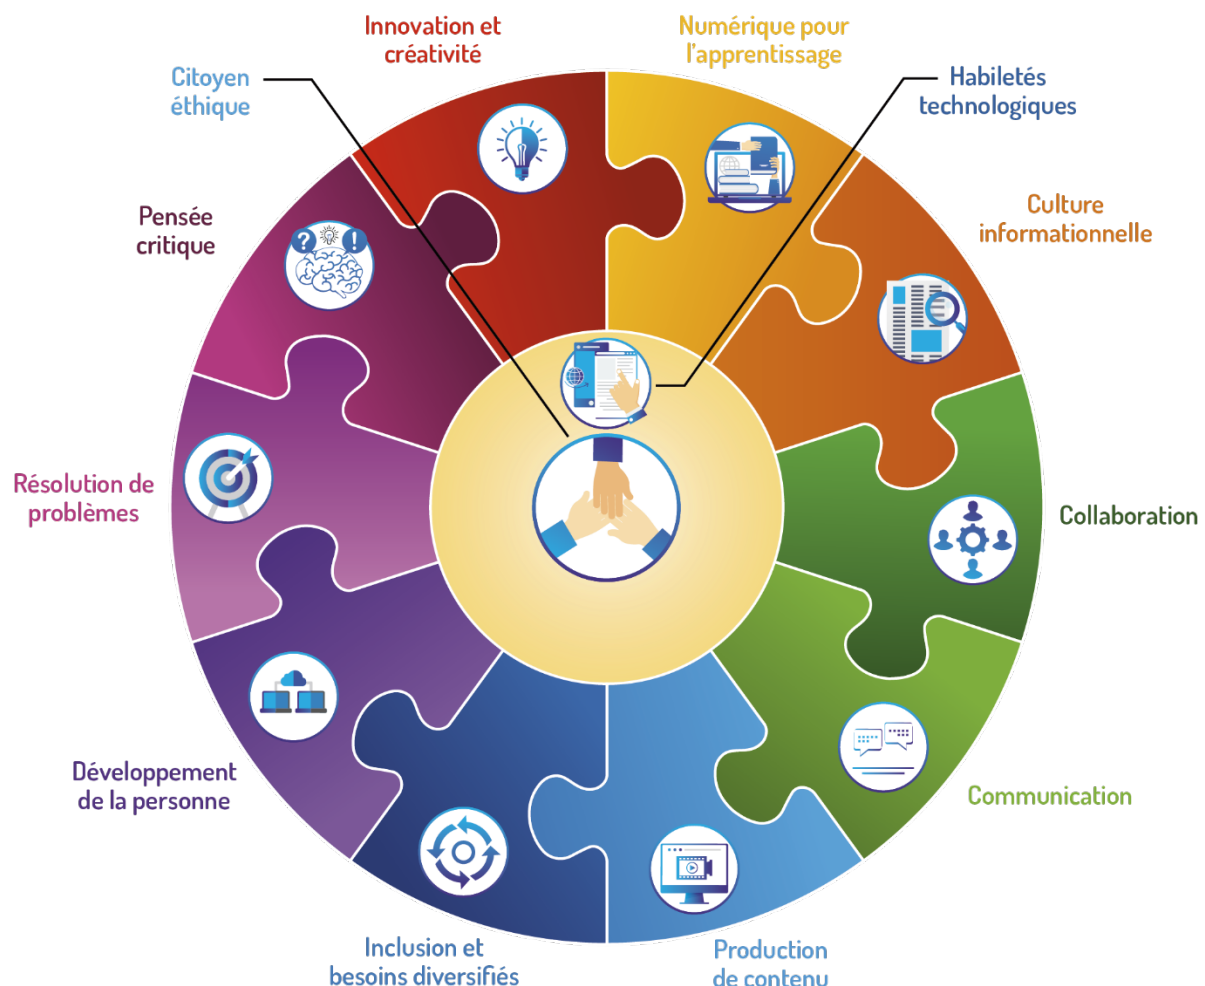 Innovation et
créativité
Numérique pour
l'apprentissage
Citoyen
éthique
Habiletés
technologiques
Pensée
critique
Culture
informationnelle
?
!
Résolution de
problèmes
Collaboration
Développement
de la personne
Communication
Inclusion et
besoins diversifiés
Production
de contenu